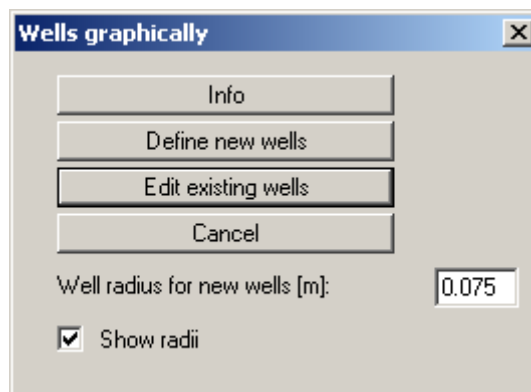 Wells graphically
Info
Define new wells
Edit existing wells
Cancel
Well radius for new wells [m]: 0.075
Show radii